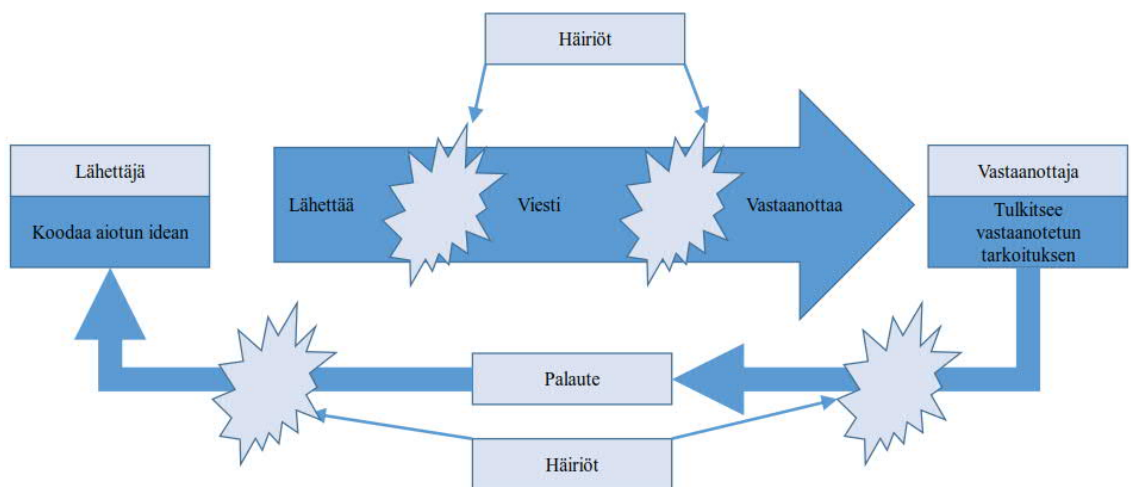 Häiriöt
Lähettäjä
Koodaa aiotun idean
Lähettää
Viesti
Vastaanottaa
Vastaanottaja
Tulkitsee
vastaanotetun
tarkoituksen
Palaute
Häiriöt